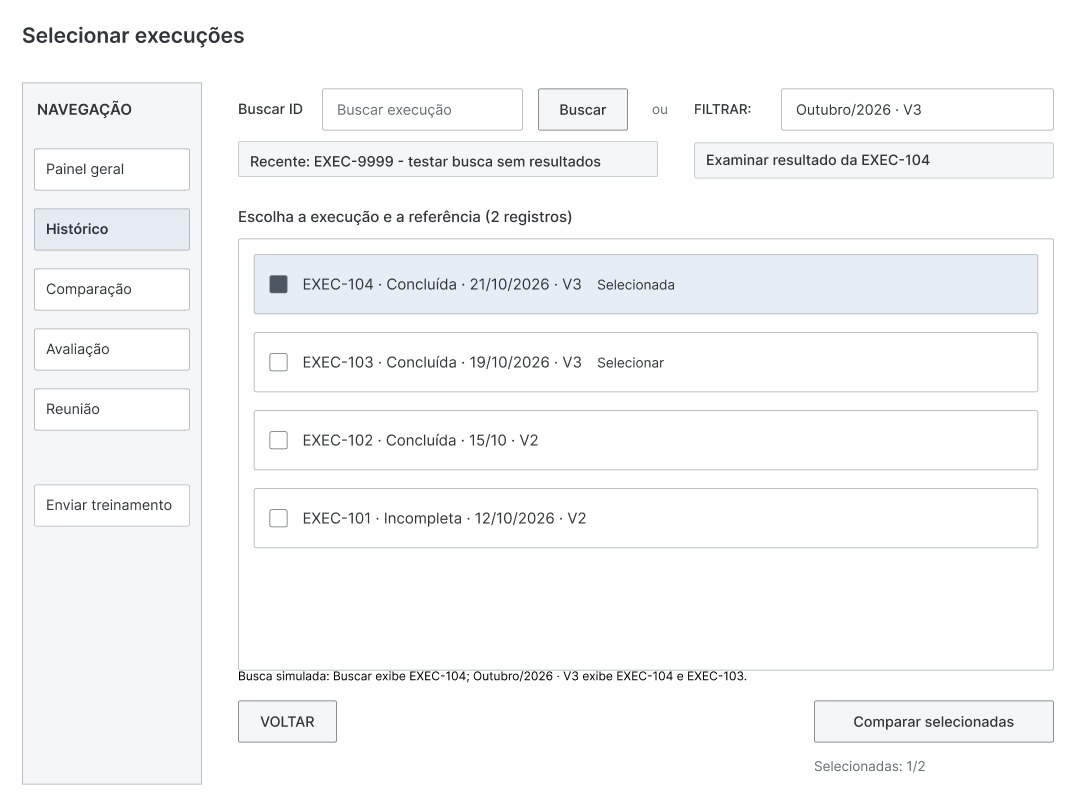 Selecionar execuções
NAVEGAÇÃO
Painel geral
Histórico
Comparação
Avaliação
Reunião
Enviar treinamento
Buscar ID
Buscar execução
Buscar
ou
FILTRAR:
Outubro/2026 · V3
Recente: EXEC-9999 - testar busca sem resultados
Examinar resultado da EXEC-104
Escolha a execução e a referência (2 registros)
EXEC-104 · Concluída · 21/10/2026 · V3 Selecionada
EXEC-103 · Concluída · 19/10/2026 · V3 Selecionar
EXEC-102 · Concluída · 15/10 · V2
EXEC-101 · Incompleta · 12/10/2026 · V2
Busca simulada: Buscar exibe EXEC-104; Outubro/2026 · V3 exibe EXEC-104 e EXEC-103.
VOLTAR
Comparar selecionadas
Selecionadas: 1/2